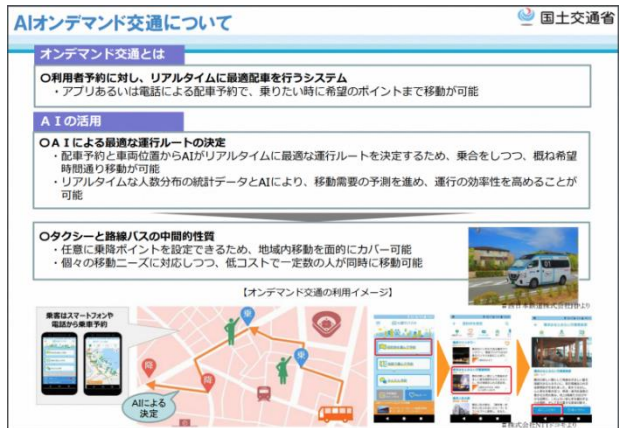 AIオンデマンド交通について
国土交通省
オンデマンド交通とは
○利用者予約に対し、リアルタイムに最適配車を行うシステム
・アプリあるいは電話による配車予約で、乗りたい時に希望のポイントまで移動が可能
AIの活用
○AIによる最適な運行ルートの決定
・配車予約と車両位置からAIがリアルタイムに最適な運行ルートを決定するため、乗合をしつつ、概ね希望
時間通り移動が可能
・リアルタイムな人数分布の統計データとAIにより、移動需要の予測を進め、運行の効率性を高めることが
可能
○タクシーと路線バスの中間的性質
・任意に乗降ポイントを設定できるため、地域内移動を面的にカバー可能
・個々の移動ニーズに対応しつつ、低コストで一定数の人が同時に移動可能
【オンデマンド交通の利用イメージ】
乗客はスマートフォンや
電話から乗車予約
乗
乗
降
降
AIによる
決定